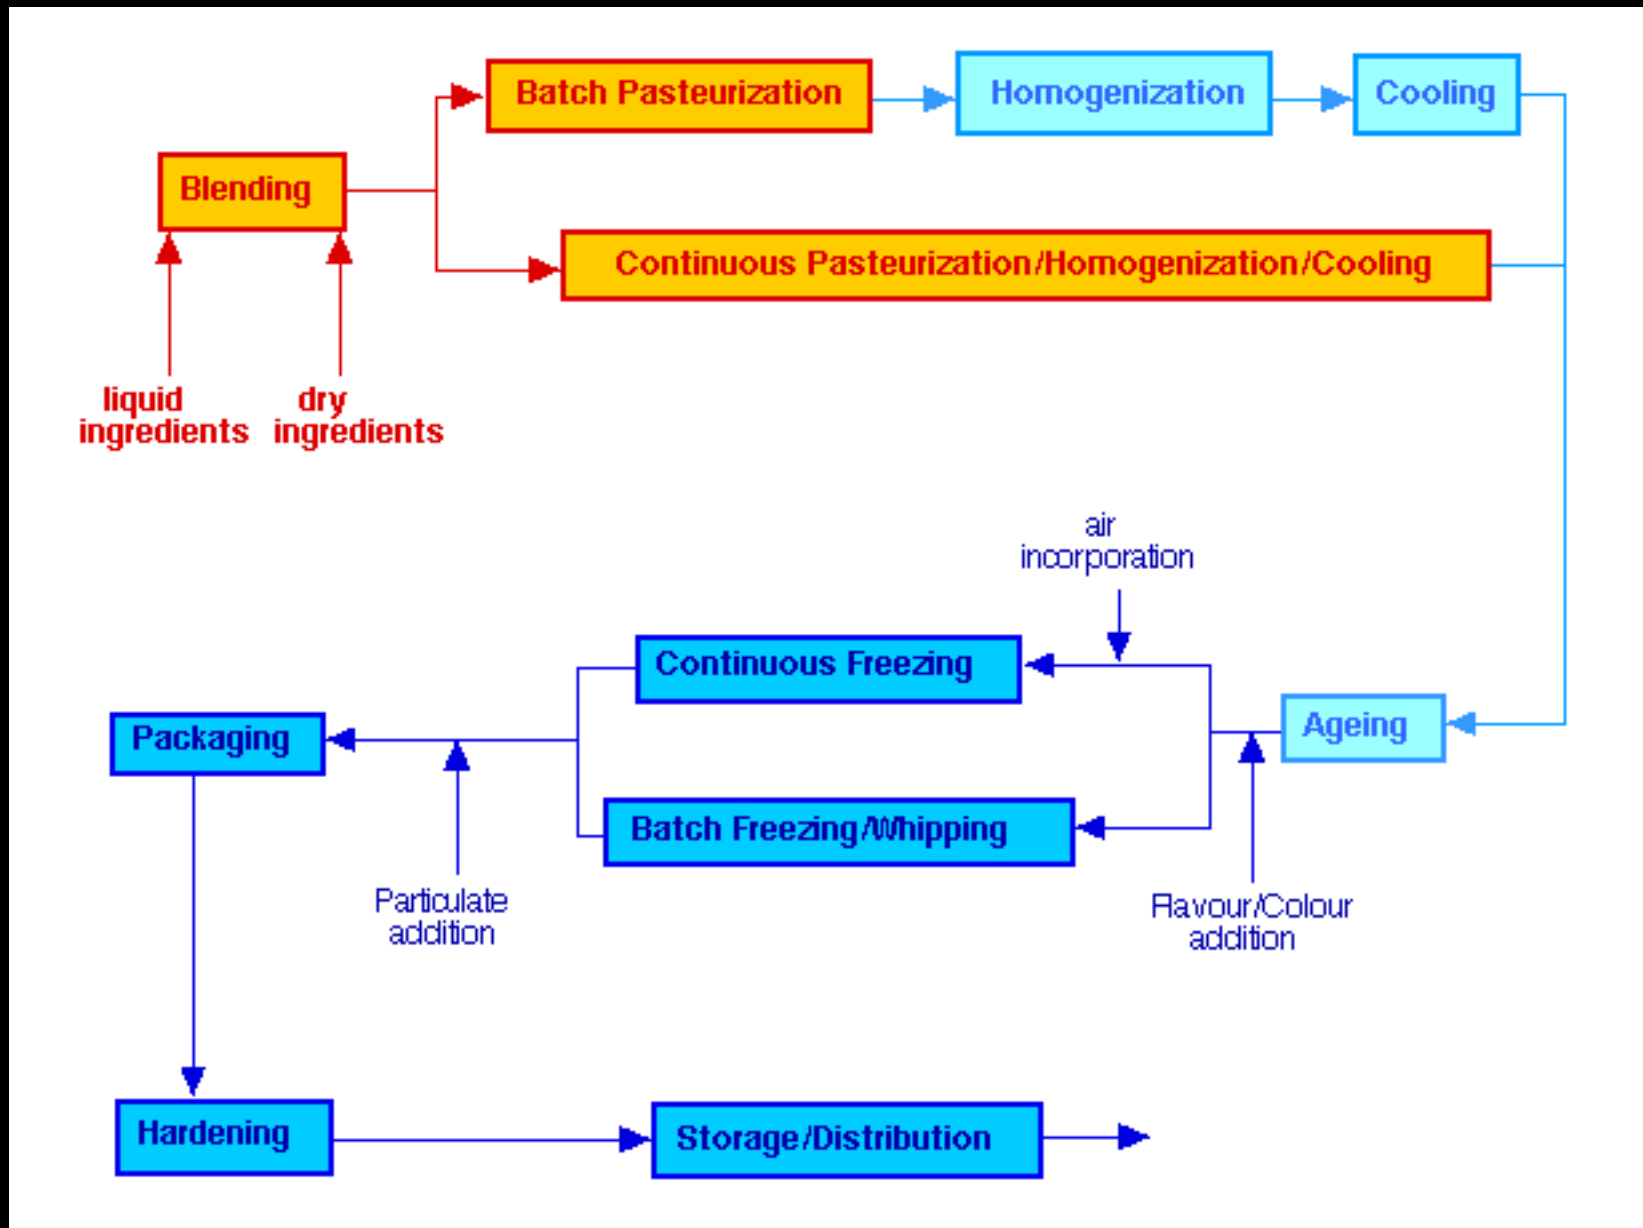 Batch Pasteurization
Homogenization
Cooling
Blending
Continuous Pasteurization/Homogenization/Cooling
liquid
ingredients
dry
ingredients
air
incorporation
Continuous Freezing
Ageing
Packaging
Batch Freezing/Whipping
Particulate
addition
Flavour/Colour
addition
Hardening
Storage/Distribution